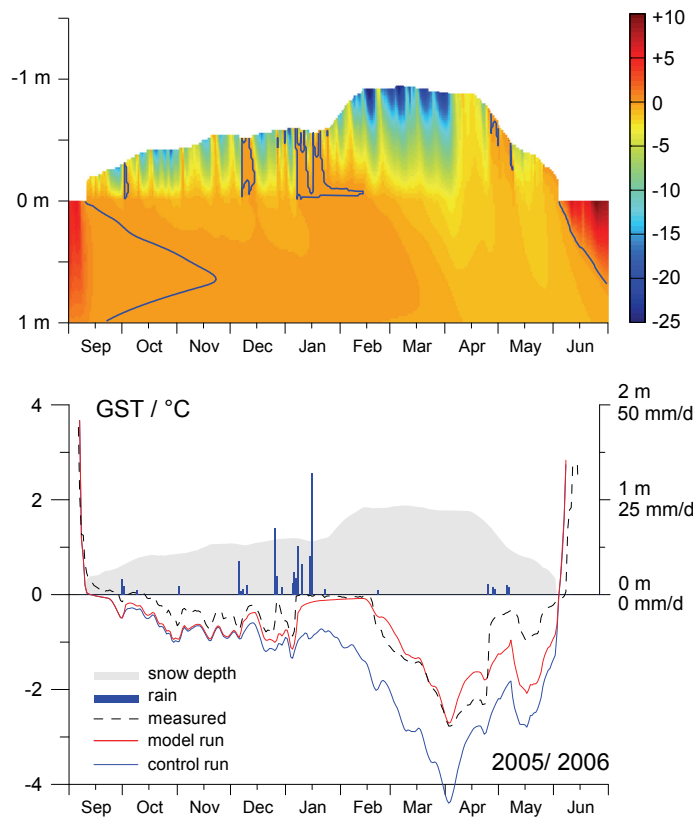 -1 m
0 m
1 m
Sep Oct Nov Dec Jan Feb Mar Apr May Jun
+10
+5
0
-5
-10
-15
-20
-25
GST / °C
4
2
0
-2
-4
2 m
50 mm/d
1 m
25 mm/d
0 m
0 mm/d
snow depth
rain
measured
model run
control run
2005/ 2006
Sep Oct Nov Dec Jan Feb Mar Apr May Jun